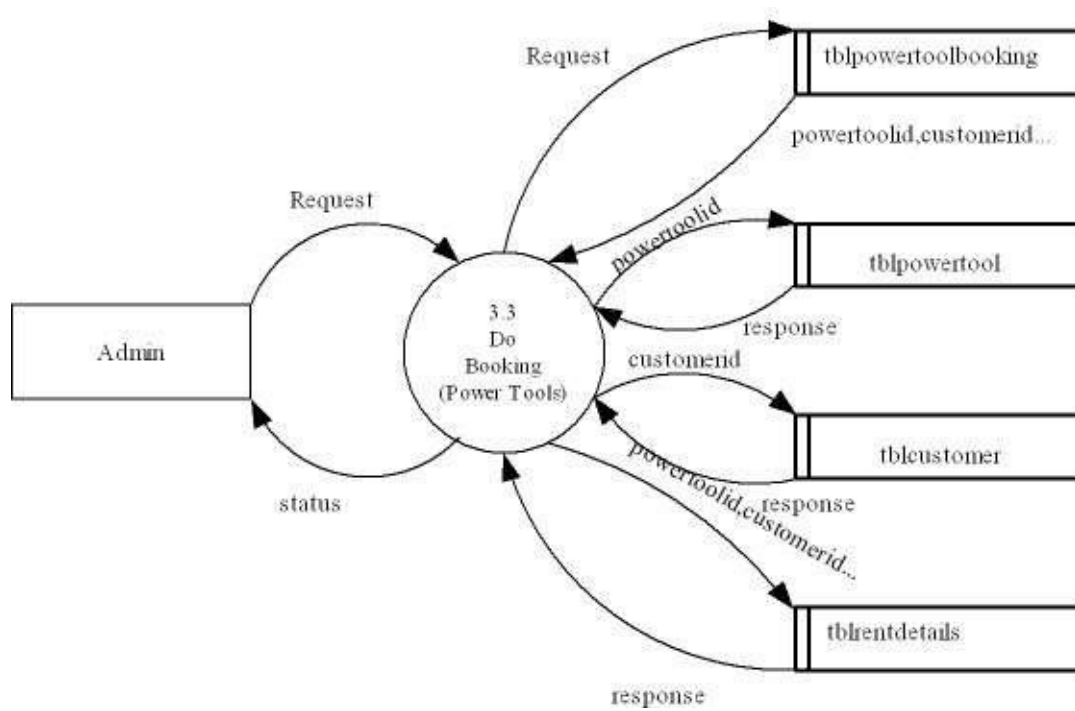 Request
tblpowertoolbooking
powertoolid,customerid...
Request
powertoolid
tblpowertool
response
Admin
3.3
Do
Booking
(Power Tools)
customerid
tblcustomer
response
powertoolid,customerid...
status
tblrentdetails
response